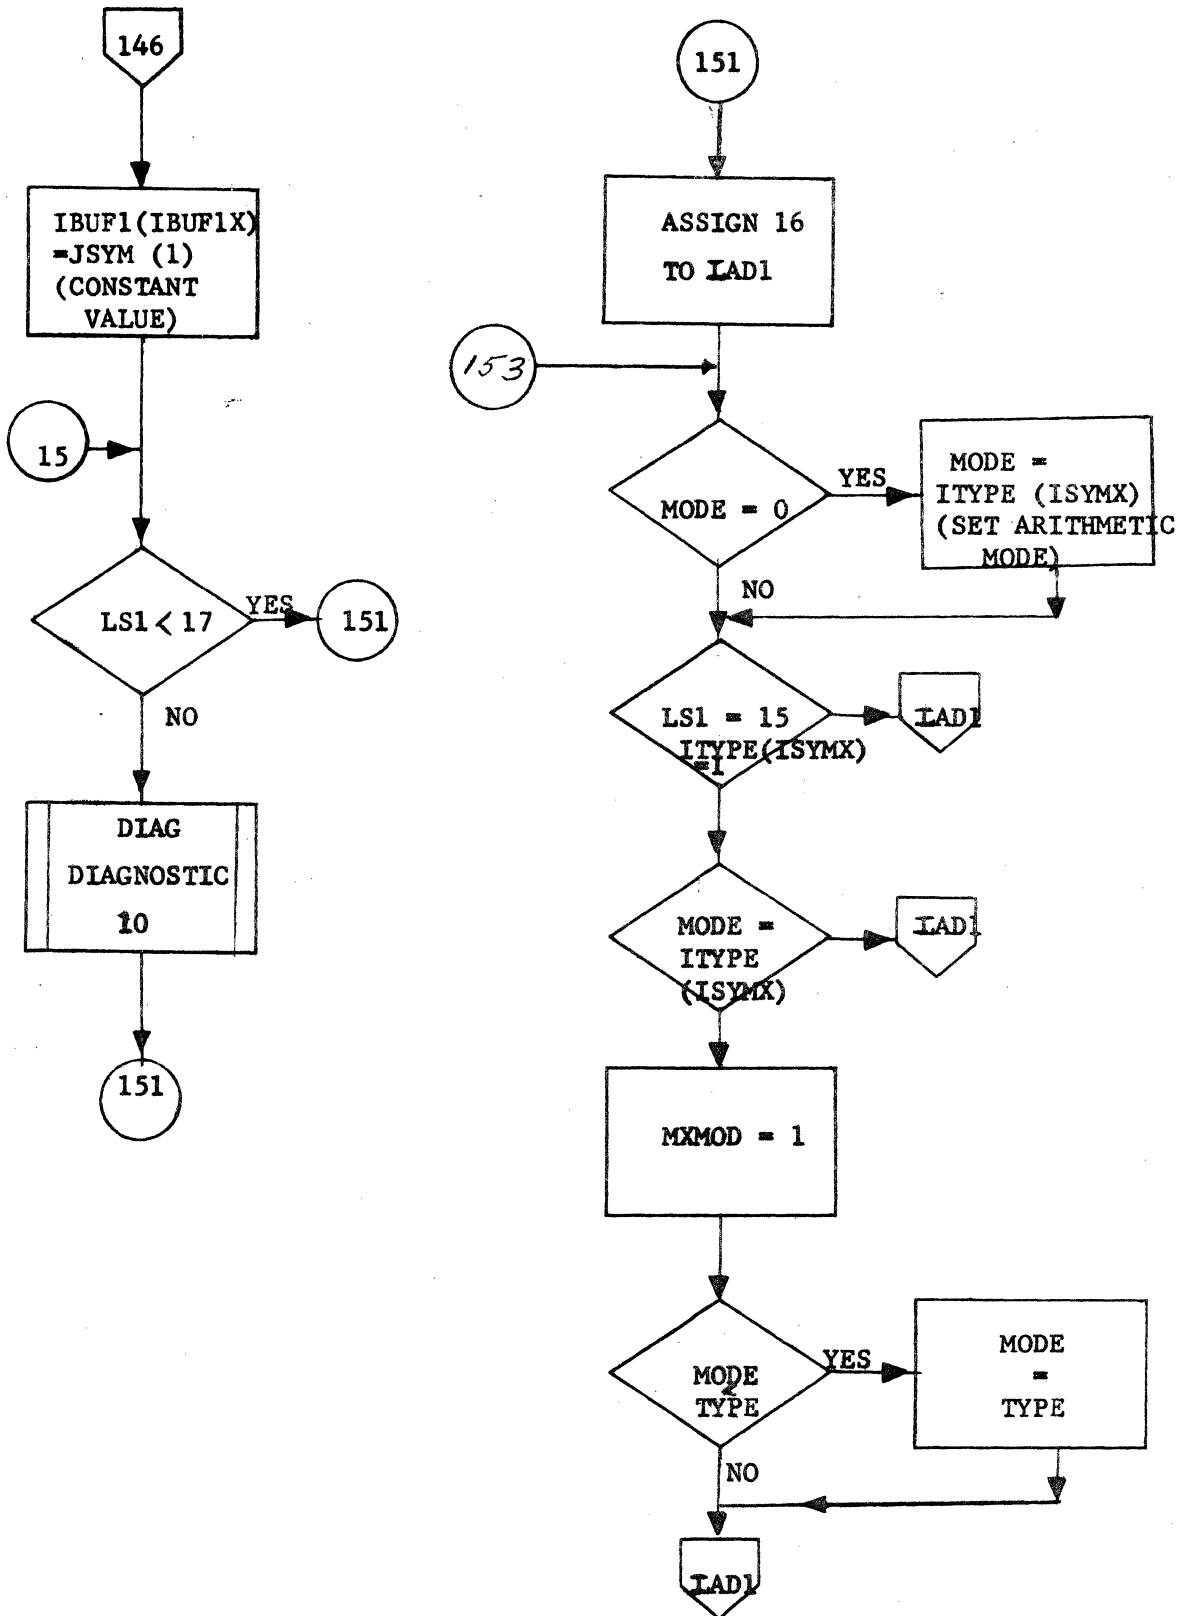 146
IBUF1(IBUF1X)
=JSYM (1)
(CONSTANT
VALUE)
15
LS1 < 17
YES
151
NO
DIAG
DIAGNOSTIC
10
151
151
ASSIGN 16
TO IAD1
153
MODE = 0
YES
MODE =
ITYPE (ISYMX)
(SET ARITHMETIC
MODE)
NO
LS1 = 15
ITYPE(ISYMX)
=1
IAD1
MODE =
ITYPE
(ISYMX)
IAD1
MXMOD = 1
MODE
<
TYPE
YES
MODE
=
TYPE
NO
IAD1